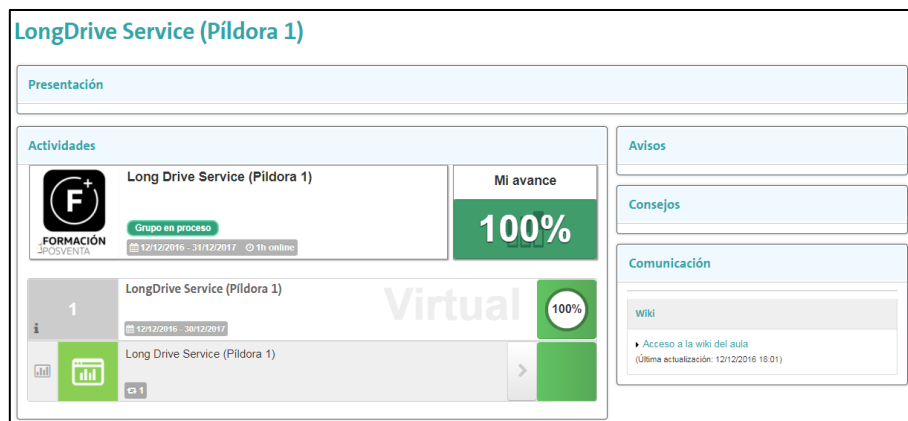 LongDrive Service (Píldora 1)
Presentación
Actividades
F+
FORMACIÓN
POSVENTA
Long Drive Service (Píldora 1)
Grupo en proceso
12/12/2016 - 31/12/2017 1h online
Mi avance
100%
1
i
LongDrive Service (Píldora 1)
12/12/2016 - 30/12/2017
Virtual
100%
Long Drive Service (Píldora 1)
1
Avisos
Consejos
Comunicación
Wiki
Acceso a la wiki del aula
(Última actualización: 12/12/2016 18:01)